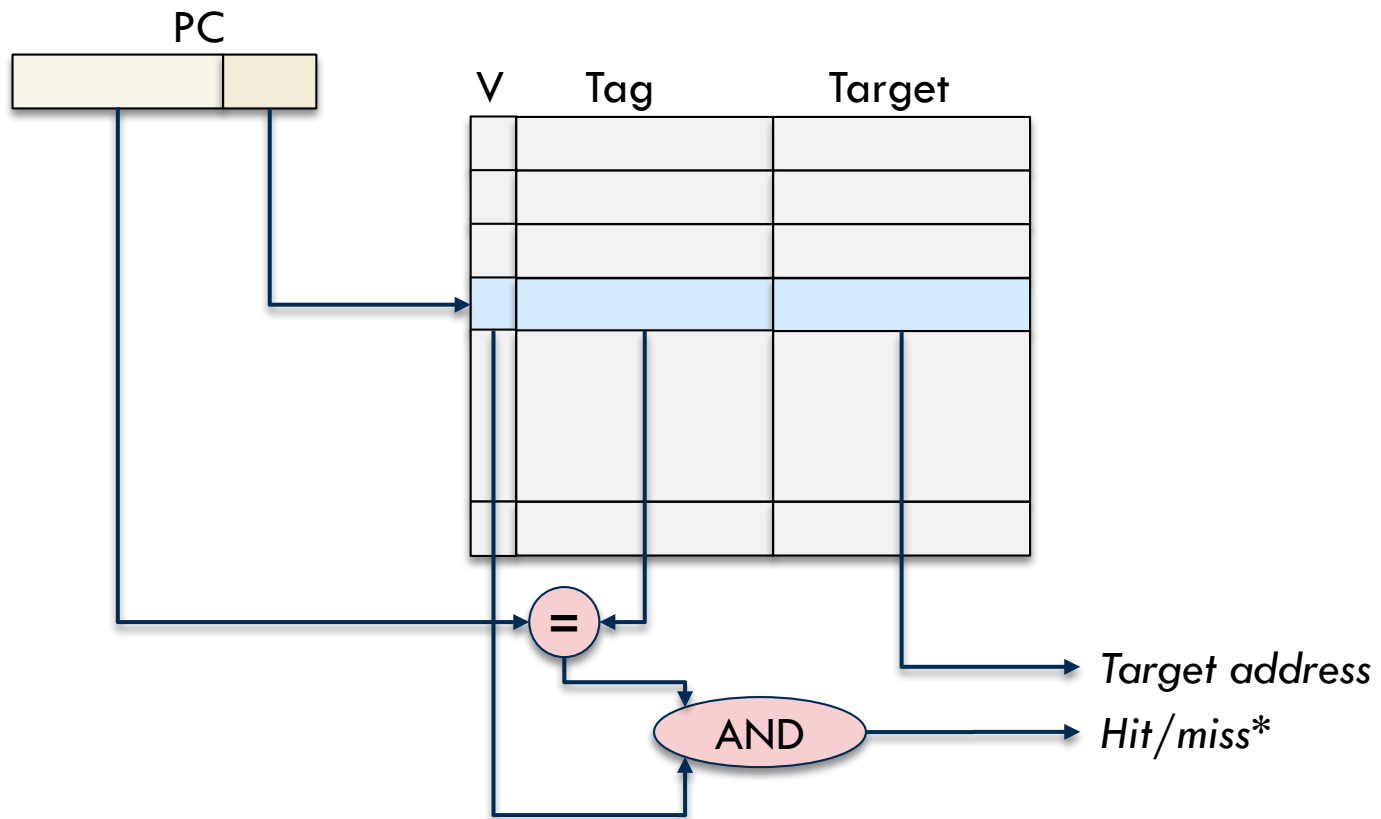 PC
V Tag Target
=
Target address
AND
Hit/miss*